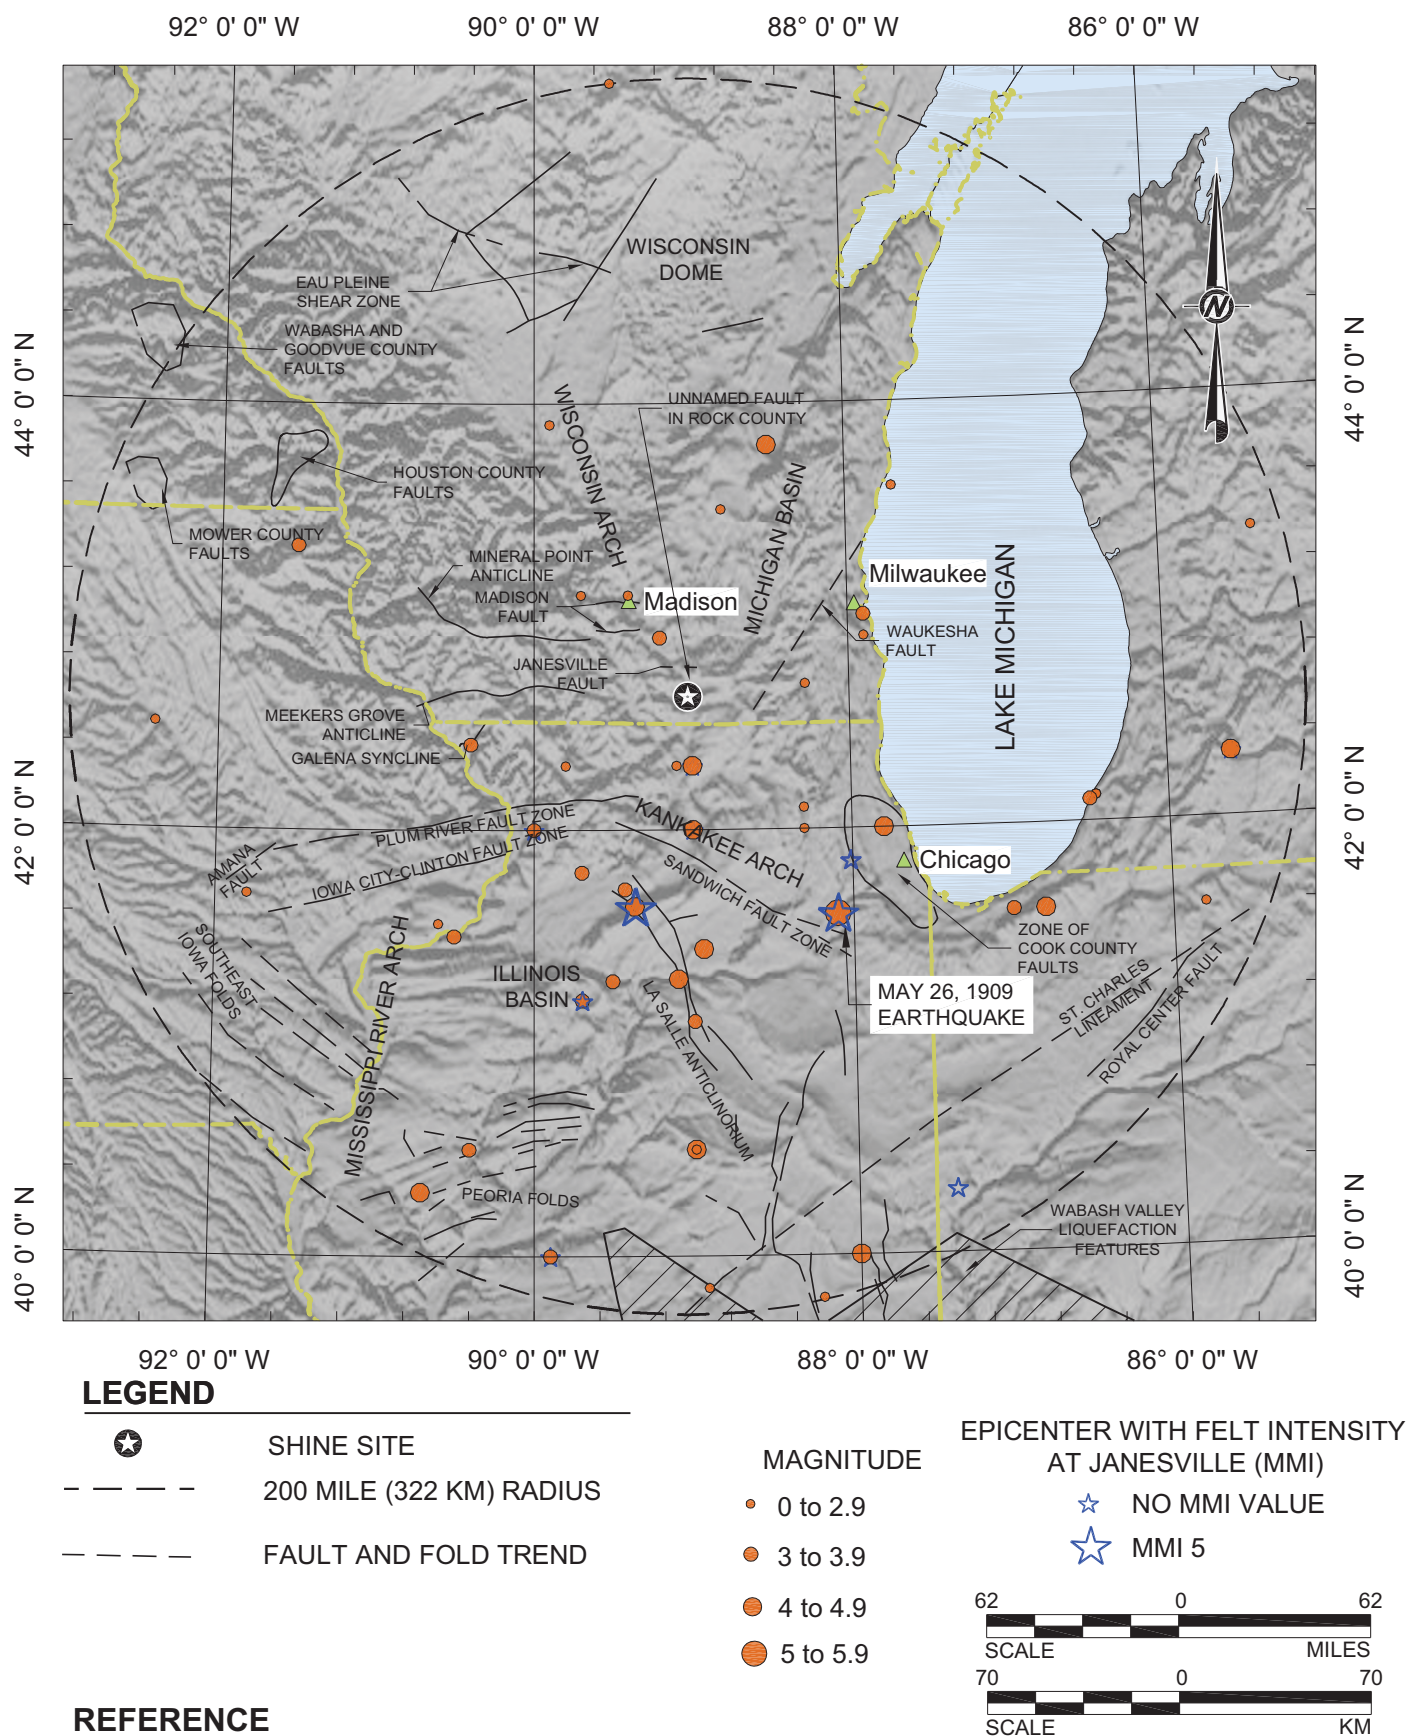 92° 0' 0" W
90° 0' 0" W
88° 0' 0" W
86° 0' 0" W
44° 0' 0" N
44° 0' 0" N
42° 0' 0" N
42° 0' 0" N
40° 0' 0" N
40° 0' 0" N
N
WISCONSIN
DOME
EAU PLEINE
SHEAR ZONE
WABASHA AND
GOODVUE COUNTY
FAULTS
WISCONSIN ARCH
UNNAMED FAULT
IN ROCK COUNTY
HOUSTON COUNTY
FAULTS
MICHIGAN BASIN
MOWER COUNTY
FAULTS
MINERAL POINT
ANTICLINE
MADISON
FAULT
Madison
Milwaukee
LAKE MICHIGAN
WAUKESHA
FAULT
JANESVILLE
FAULT
MEEKERS GROVE
ANTICLINE
GALENA SYNCLINE
PLUM RIVER FAULT ZONE
KANKAKEE ARCH
AMANA
FAULT
IOWA CITY-CLINTON FAULT ZONE
SANDWICH FAULT ZONE
Chicago
SOUTHEAST
IOWA FOLDS
MISSISSIPPI RIVER ARCH
ILLINOIS
BASIN
ZONE OF
COOK COUNTY
FAULTS
MAY 26, 1909
EARTHQUAKE
LA SALLE ANTICLINORIUM
ST. CHARLES
LINEAMENT
ROYAL CENTER FAULT
PEORIA FOLDS
WABASH VALLEY
LIQUEFACTION
FEATURES
92° 0' 0" W
90° 0' 0" W
88° 0' 0" W
86° 0' 0" W
LEGEND
SHINE SITE
200 MILE (322 KM) RADIUS
FAULT AND FOLD TREND
MAGNITUDE
0 to 2.9
3 to 3.9
4 to 4.9
5 to 5.9
EPICENTER WITH FELT INTENSITY
AT JANESVILLE (MMI)
NO MMI VALUE
MMI 5
62 0 62
SCALE MILES
70 0 70
SCALE KM
REFERENCE